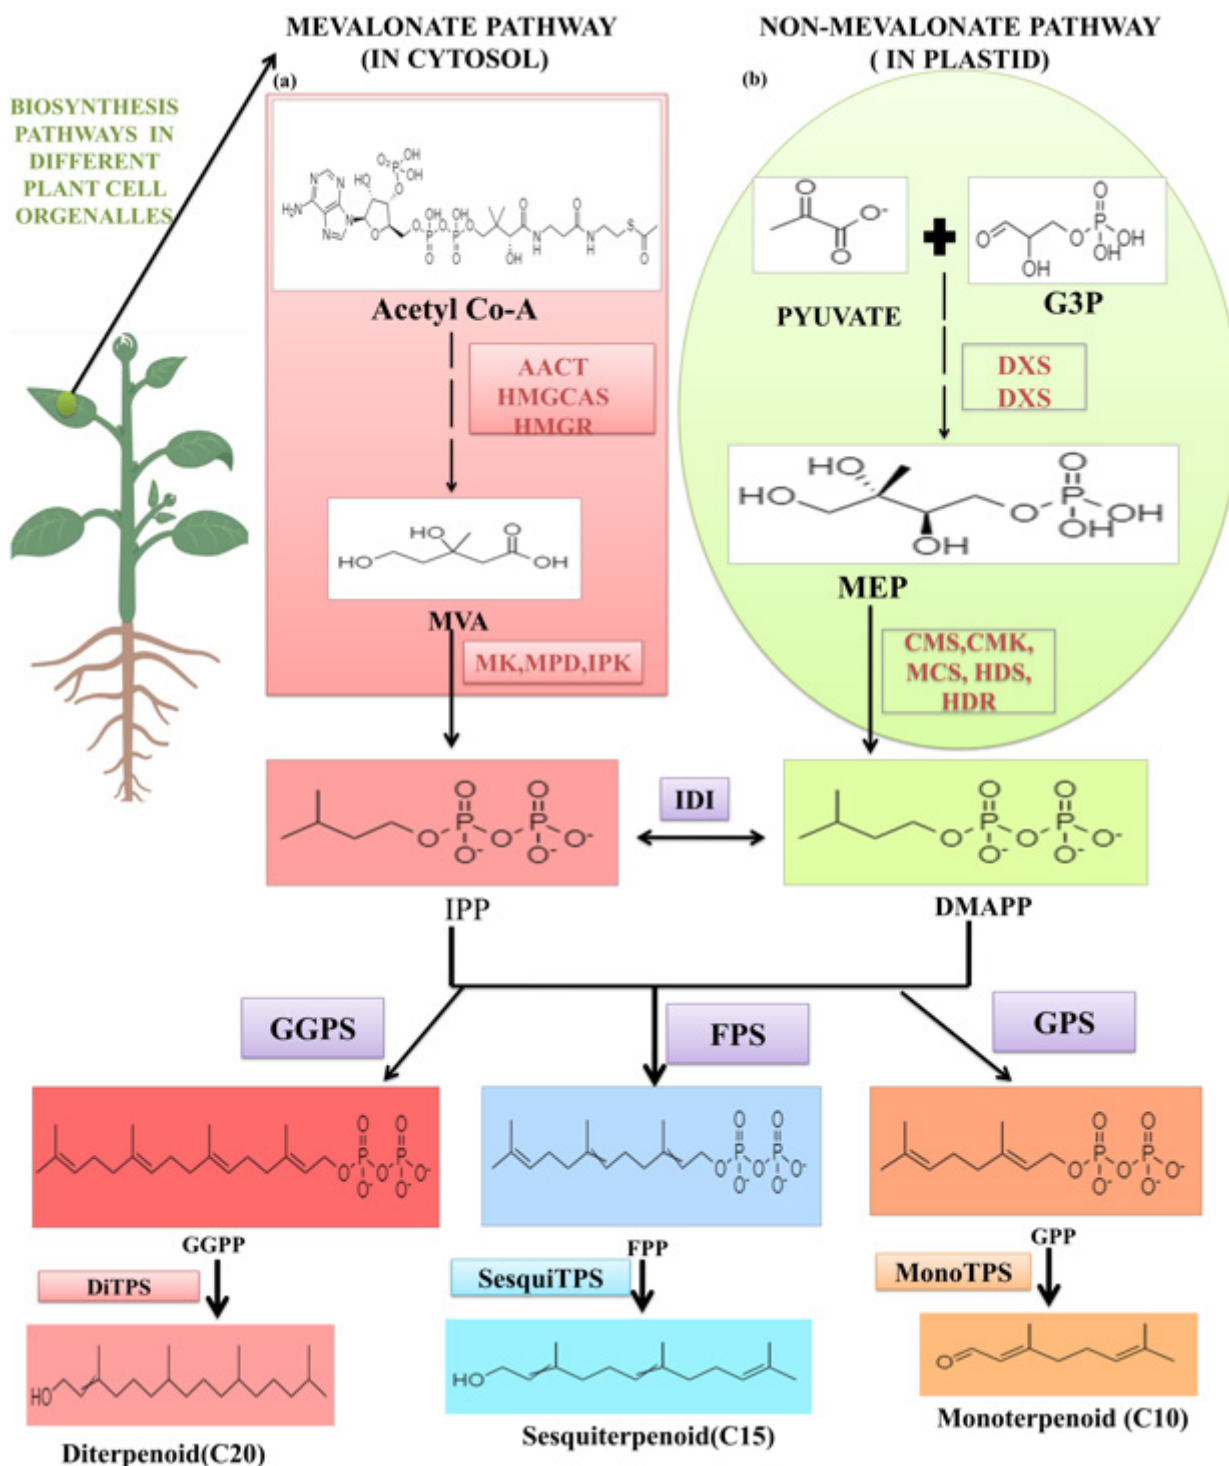 MEVALONATE PATHWAY
(IN CYTOSOL)
NON-MEVALONATE PATHWAY
( IN PLASTID)
(a)
(b)
BIOSYNTHESIS
PATHWAYS IN
DIFFERENT
PLANT CELL
ORGENALLES
Acetyl Co-A
PYUVATE
G3P
AACT
HMGCAS
HMGR
DXS
DXS
MVA
MEP
MK,MPD,IPK
CMS,CMK,
MCS, HDS,
HDR
IDI
IPP
DMAPP
GGPS
FPS
GPS
GGPP
FPP
GPP
DiTPS
SesquiTPS
MonoTPS
Diterpenoid(C20)
Sesquiterpenoid(C15)
Monoterpenoid (C10)